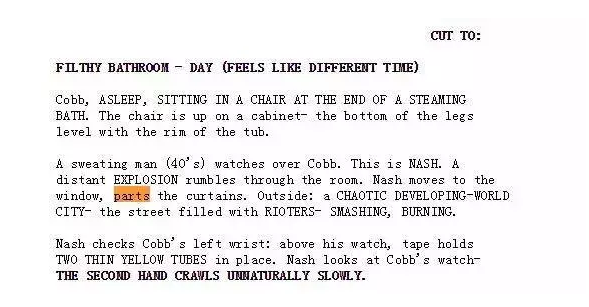 CUT TO:
FILTHY BATHROOM - DAY (FEELS LIKE DIFFERENT TIME)
Cobb, ASLEEP, SITTING IN A CHAIR AT THE END OF A STEAMING
BATH. The chair is up on a cabinet- the bottom of the legs
level with the rim of the tub.
A sweating man (40's) watches over Cobb. This is NASH. A
distant EXPLOSION rumbles through the room. Nash moves to the
window, parts the curtains. Outside: a CHAOTIC DEVELOPING-WORLD
CITY- the street filled with RIOTERS- SMASHING, BURNING.
Nash checks Cobb's left wrist: above his watch, tape holds
TWO THIN YELLOW TUBES in place. Nash looks at Cobb's watch-
THE SECOND HAND CRAWLS UNNATURALLY SLOWLY.